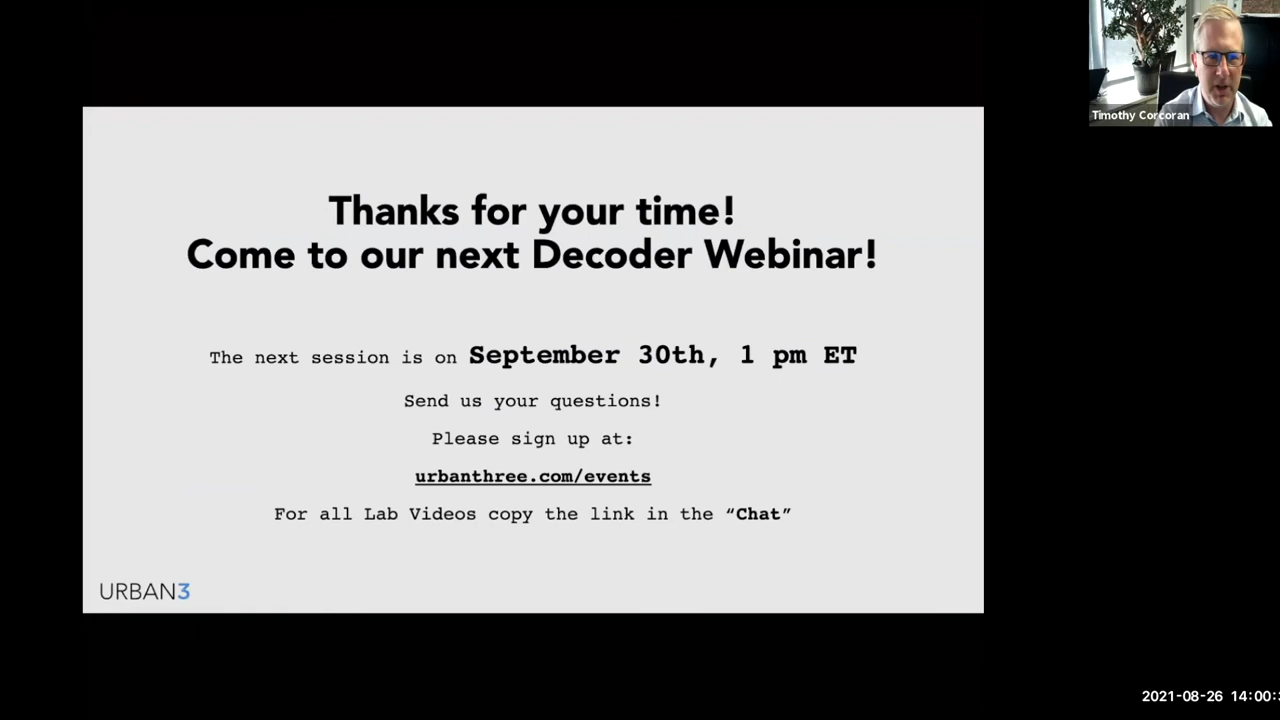 Timothy Corcoran
Thanks for your time!
Come to our next Decoder Webinar!
The next session is on September 30th, 1 pm ET
Send us your questions!
Please sign up at:
urbanthree.com/events
For all Lab Videos copy the link in the “Chat”
URBAN3
2021-08-26 14:00: